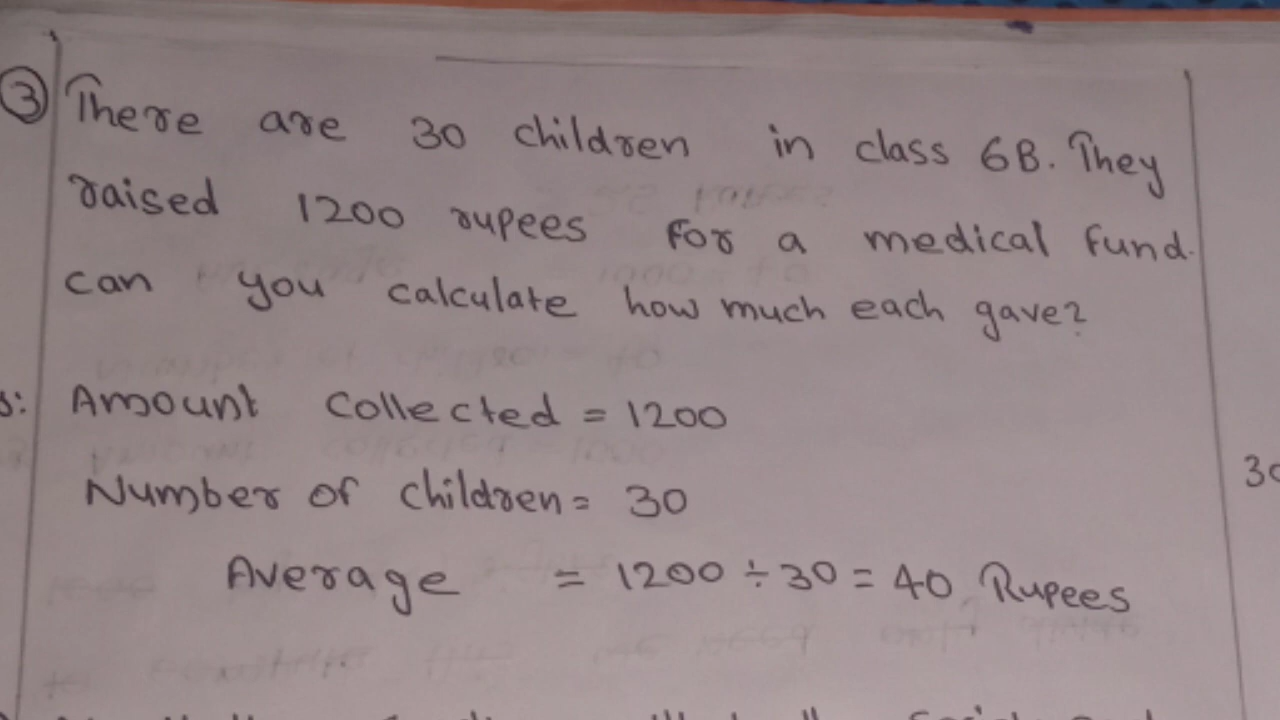 3 There are 30 children in class 6B. They
raised 1200 rupees for a medical fund.
can you calculate how much each gave?
s: Amount collected = 1200
Number of children = 30
Average = 1200 ÷ 30 = 40 Rupees